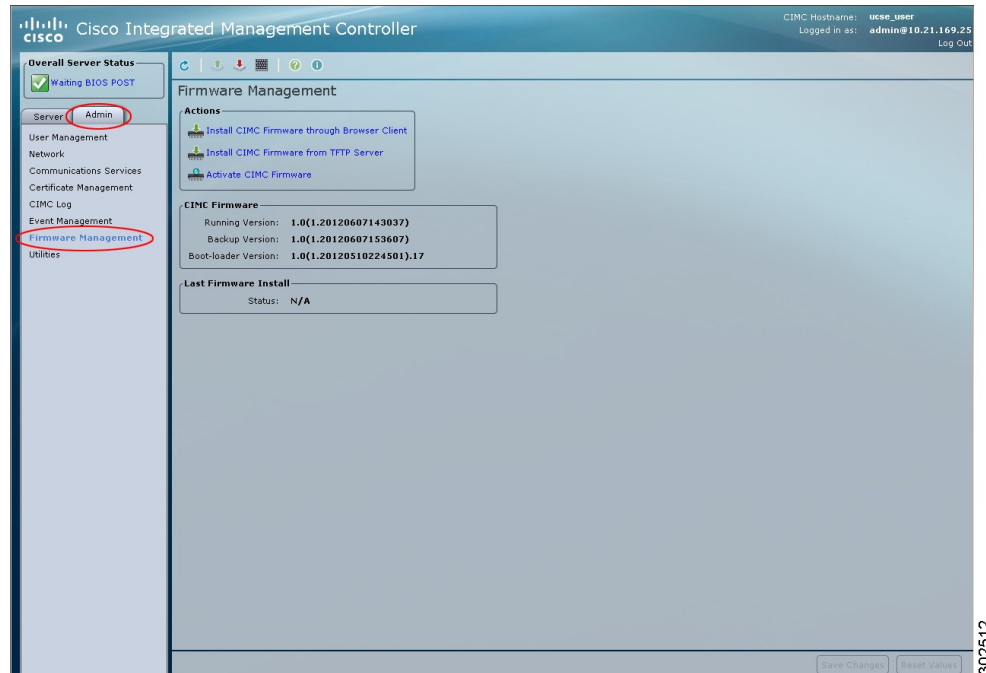 CISCO
Cisco Integrated Management Controller
CIMC Hostname: ucse_user
Logged in as: admin@10.21.169.25
Log Out
Overall Server Status
Waiting BIOS POST
Server Admin
User Management
Network
Communications Services
Certificate Management
CIMC Log
Event Management
Firmware Management
Utilities
Firmware Management
Actions
Install CIMC Firmware through Browser Client
Install CIMC Firmware from TFTP Server
Activate CIMC Firmware
CIMC Firmware
Running Version: 1.0(1.20120607143037)
Backup Version: 1.0(1.20120607153607)
Boot-loader Version: 1.0(1.20120510224501).17
Last Firmware Install
Status: N/A
Save Changes Reset Values
302512